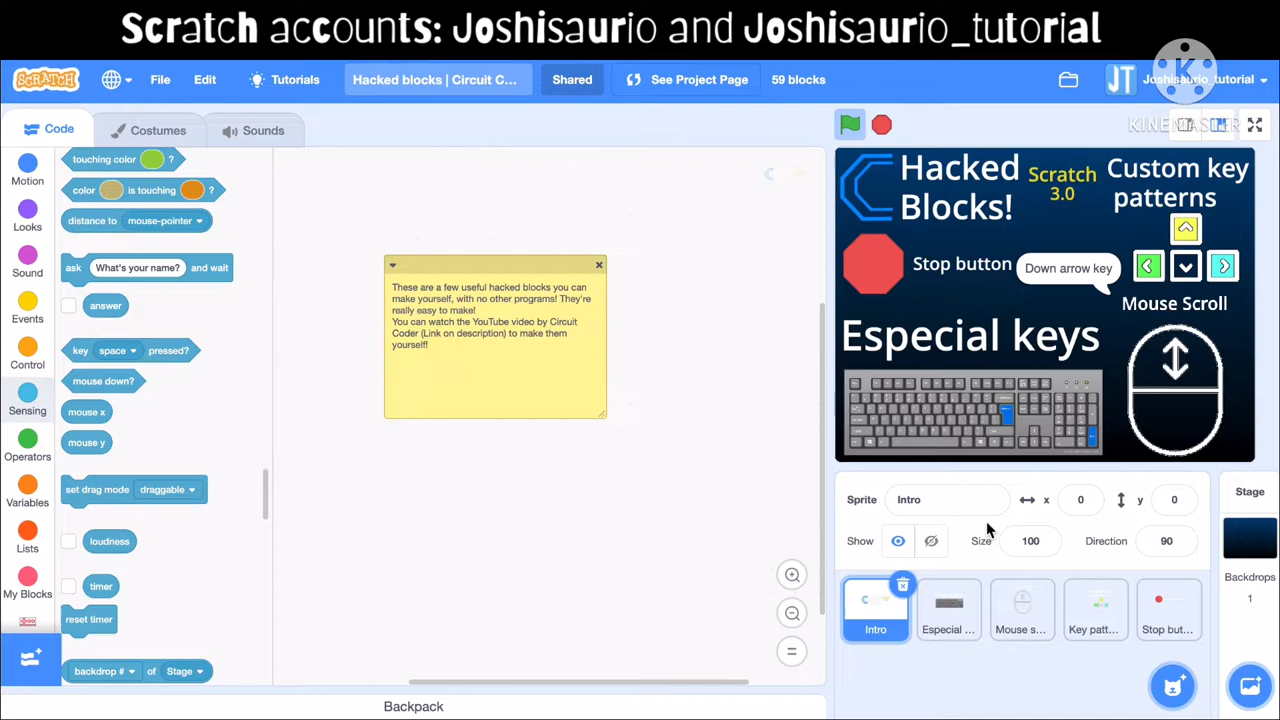 Scratch accounts: Joshisaurio and Joshisaurio_tutorial
SCRATCH
File
Edit
Tutorials
Hacked blocks | Circuit C...
Shared
See Project Page
59 blocks
JT
Joshisaurio_tutorial
K
KINEMASTER
Code
Costumes
Sounds
Motion
Looks
Sound
Events
Control
Sensing
Operators
Variables
Lists
My Blocks
touching color ?
color is touching ?
distance to mouse-pointer
ask What's your name? and wait
answer
key space pressed?
mouse down?
mouse x
mouse y
set drag mode draggable
loudness
timer
reset timer
backdrop # of Stage
These are a few useful hacked blocks you can
make yourself, with no other programs! They're
really easy to make!
You can watch the YouTube video by Circuit
Coder (Link on description) to make them
yourself!
Hacked
Blocks!
Scratch
3.0
Custom key
patterns
Stop button
Down arrow key
Mouse Scroll
Especial keys
Sprite
Intro
x
0
y
0
Show
Size
100
Direction
90
Stage
Backdrops
1
Intro
Especial ...
Mouse s...
Key patt...
Stop but...
Backpack